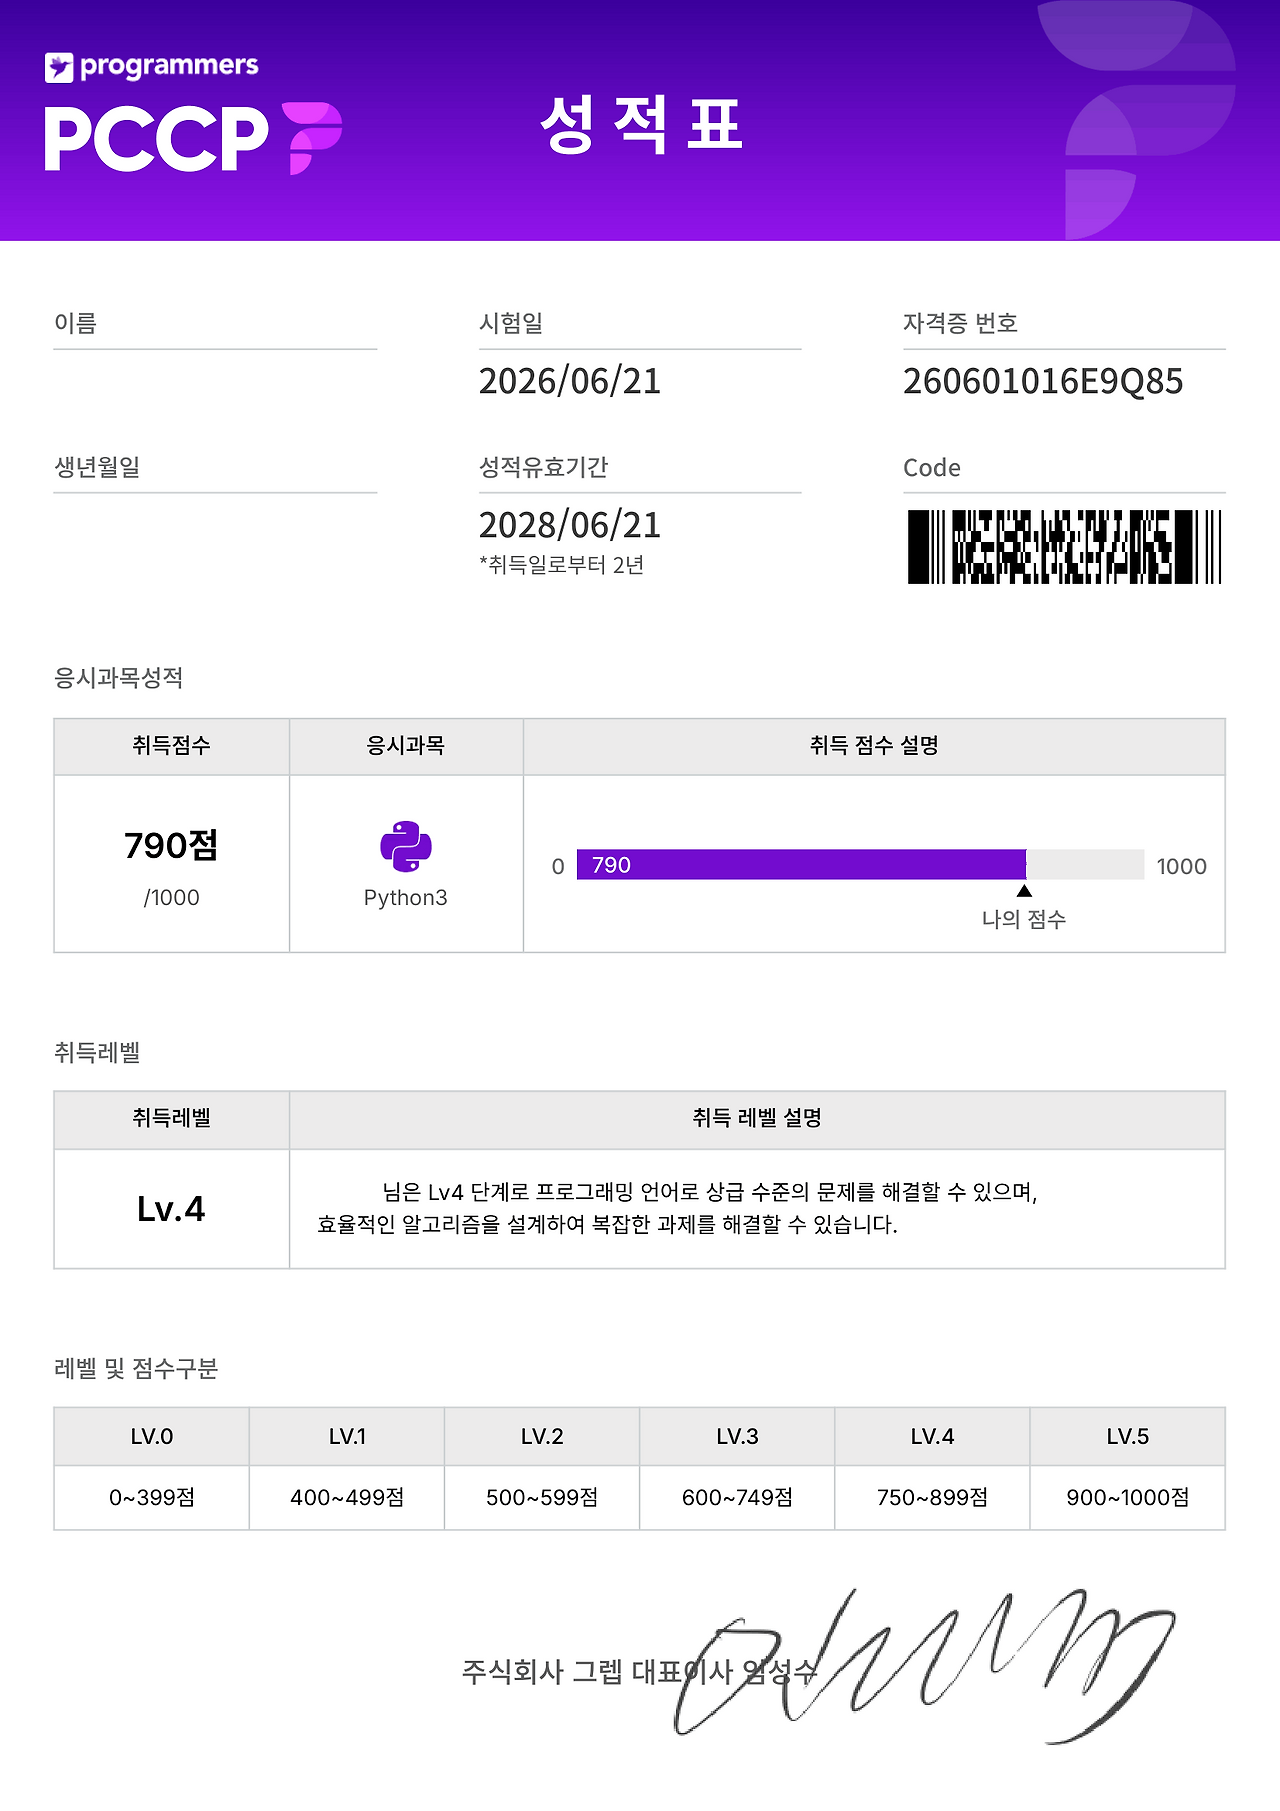 programmers
PCCP
성적표
이름
시험일
자격증 번호
2026/06/21
260601016E9Q85
생년월일
성적유효기간
Code
2028/06/21
*취득일로부터 2년
응시과목성적
취득점수
응시과목
취득 점수 설명
790점
/1000
Python3
0
790
1000
나의 점수
취득레벨
취득레벨
취득 레벨 설명
Lv.4
님은 Lv4 단계로 프로그래밍 언어로 상급 수준의 문제를 해결할 수 있으며,
효율적인 알고리즘을 설계하여 복잡한 과제를 해결할 수 있습니다.
레벨 및 점수구분
LV.0
LV.1
LV.2
LV.3
LV.4
LV.5
0~399점
400~499점
500~599점
600~749점
750~899점
900~1000점
주식회사 그렙 대표이사 임성수